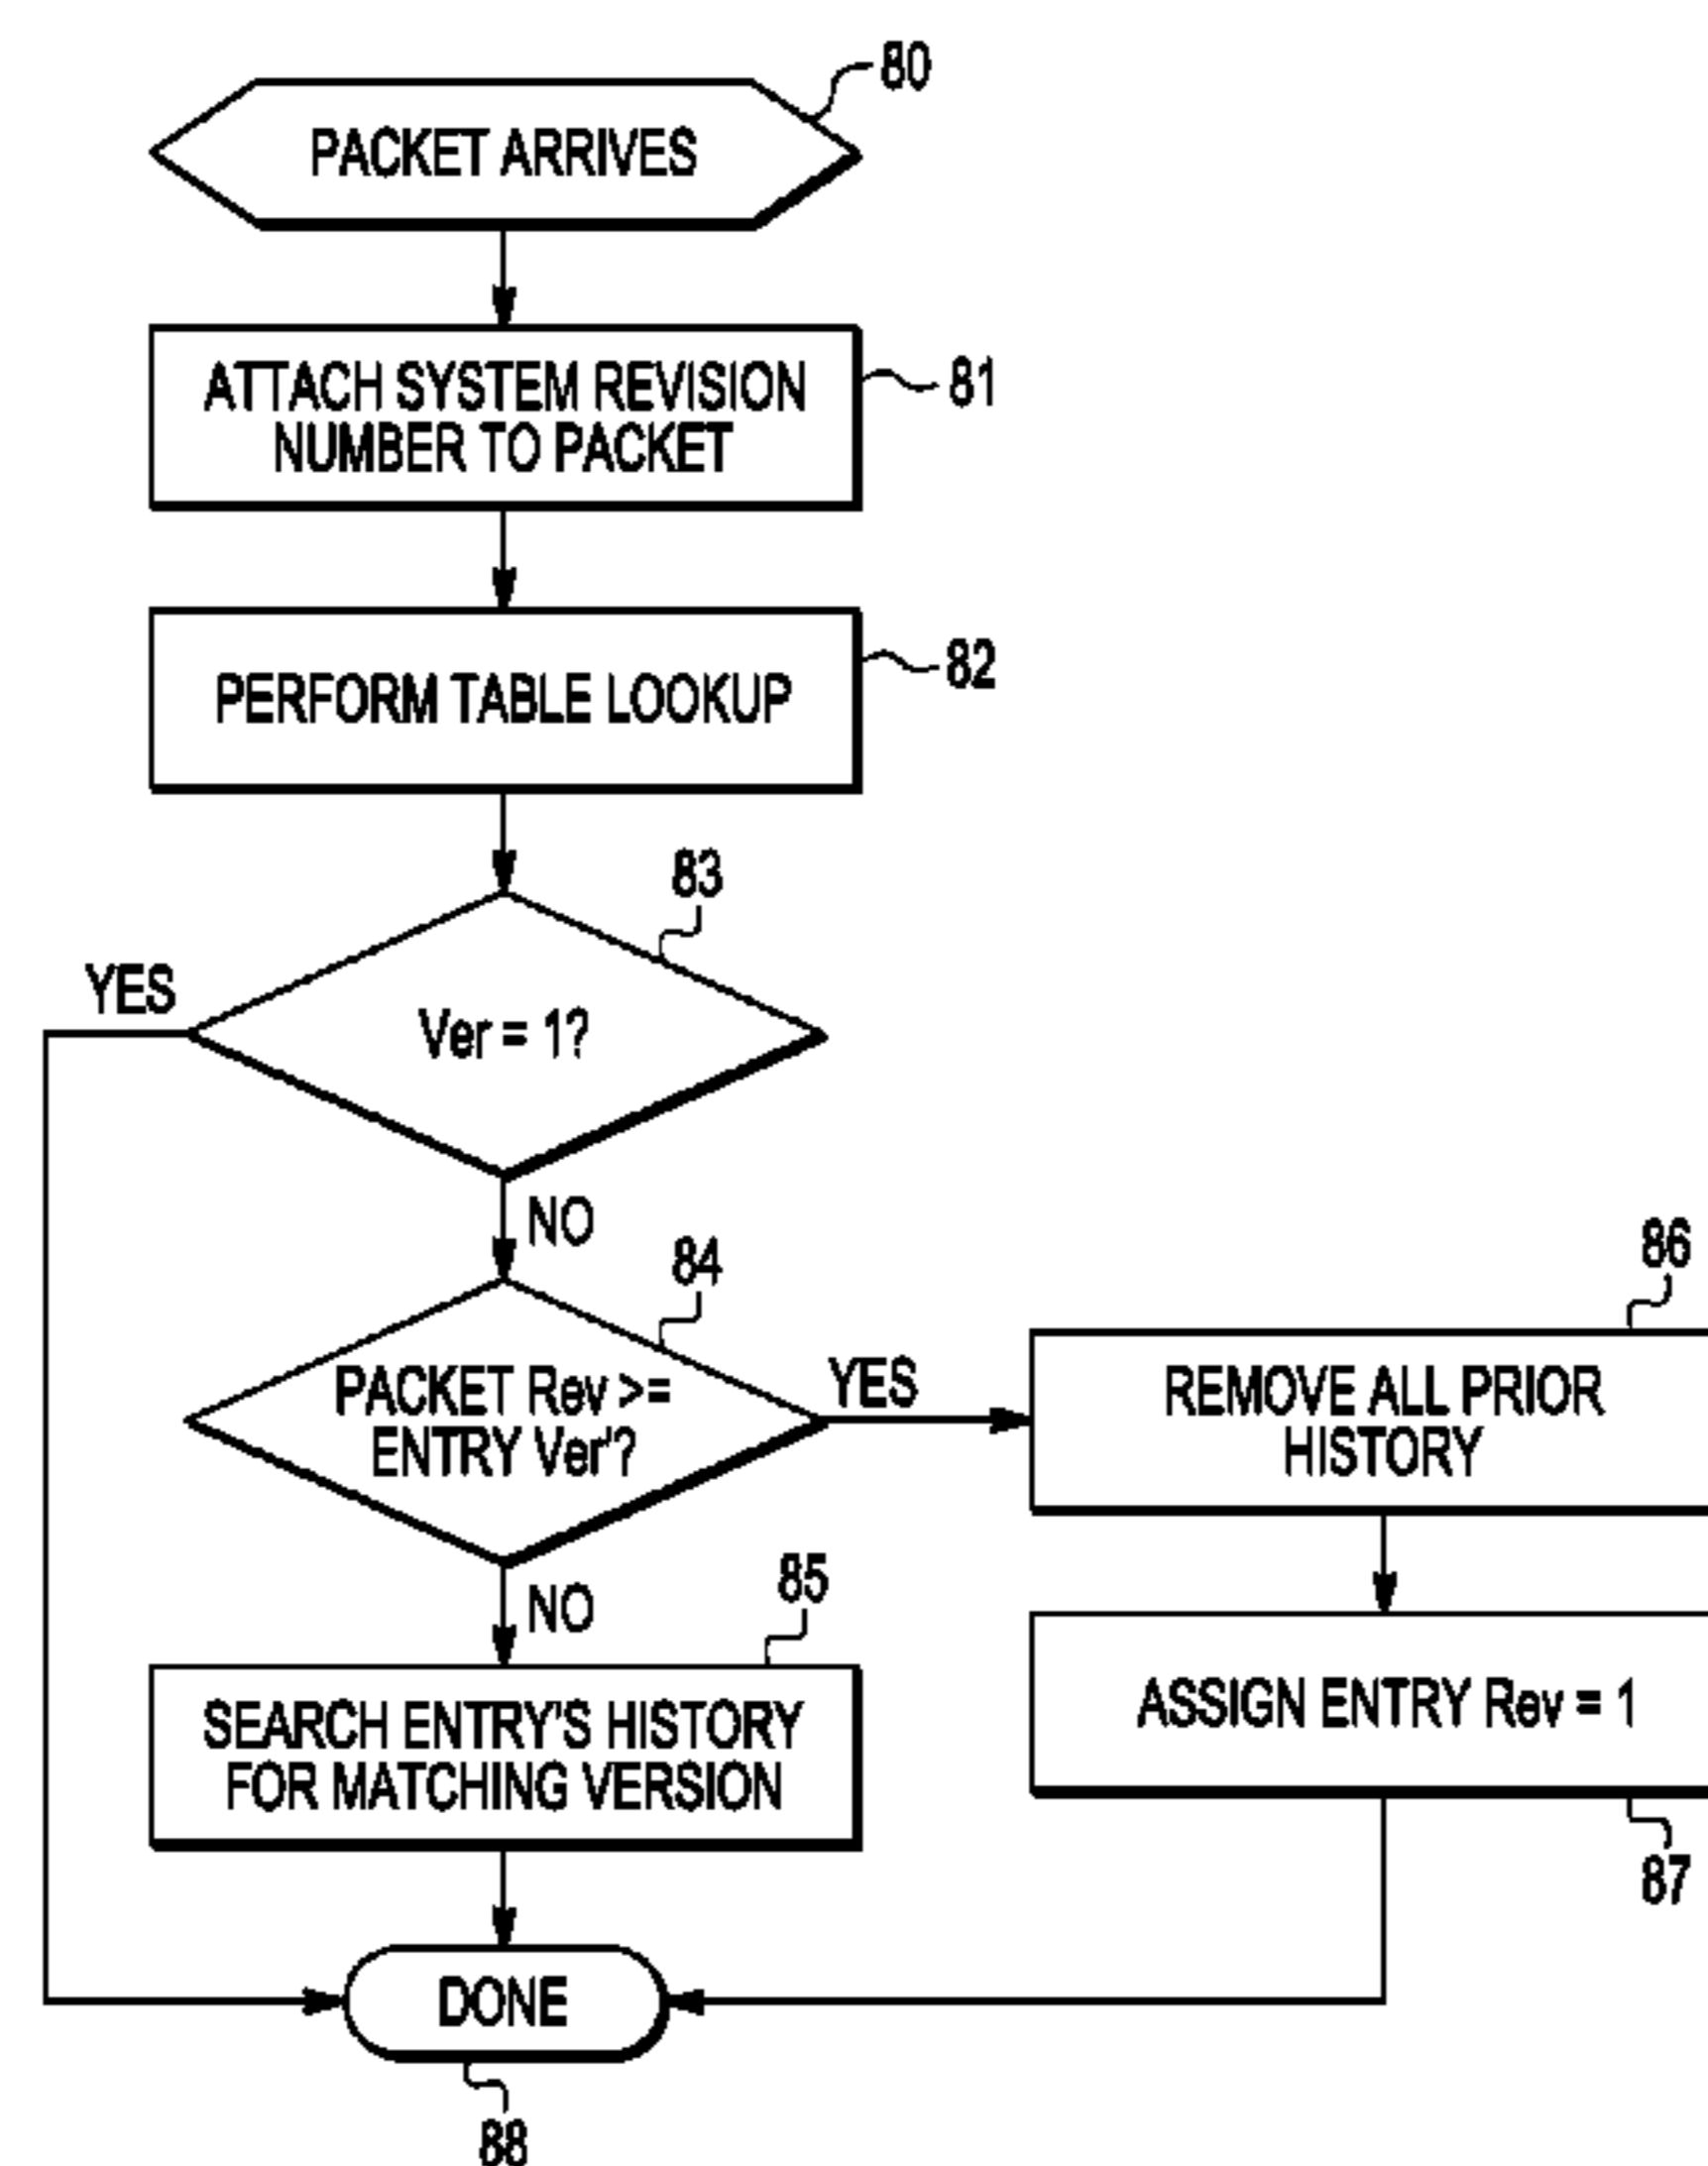 80
PACKET ARRIVES
ATTACH SYSTEM REVISION
NUMBER TO PACKET
81
PERFORM TABLE LOOKUP
82
83
YES
Ver = 1?
NO
84
PACKET Rev >=
ENTRY Ver'?
YES
86
REMOVE ALL PRIOR
HISTORY
NO
85
SEARCH ENTRY'S HISTORY
FOR MATCHING VERSION
ASSIGN ENTRY Rev = 1
87
DONE
88